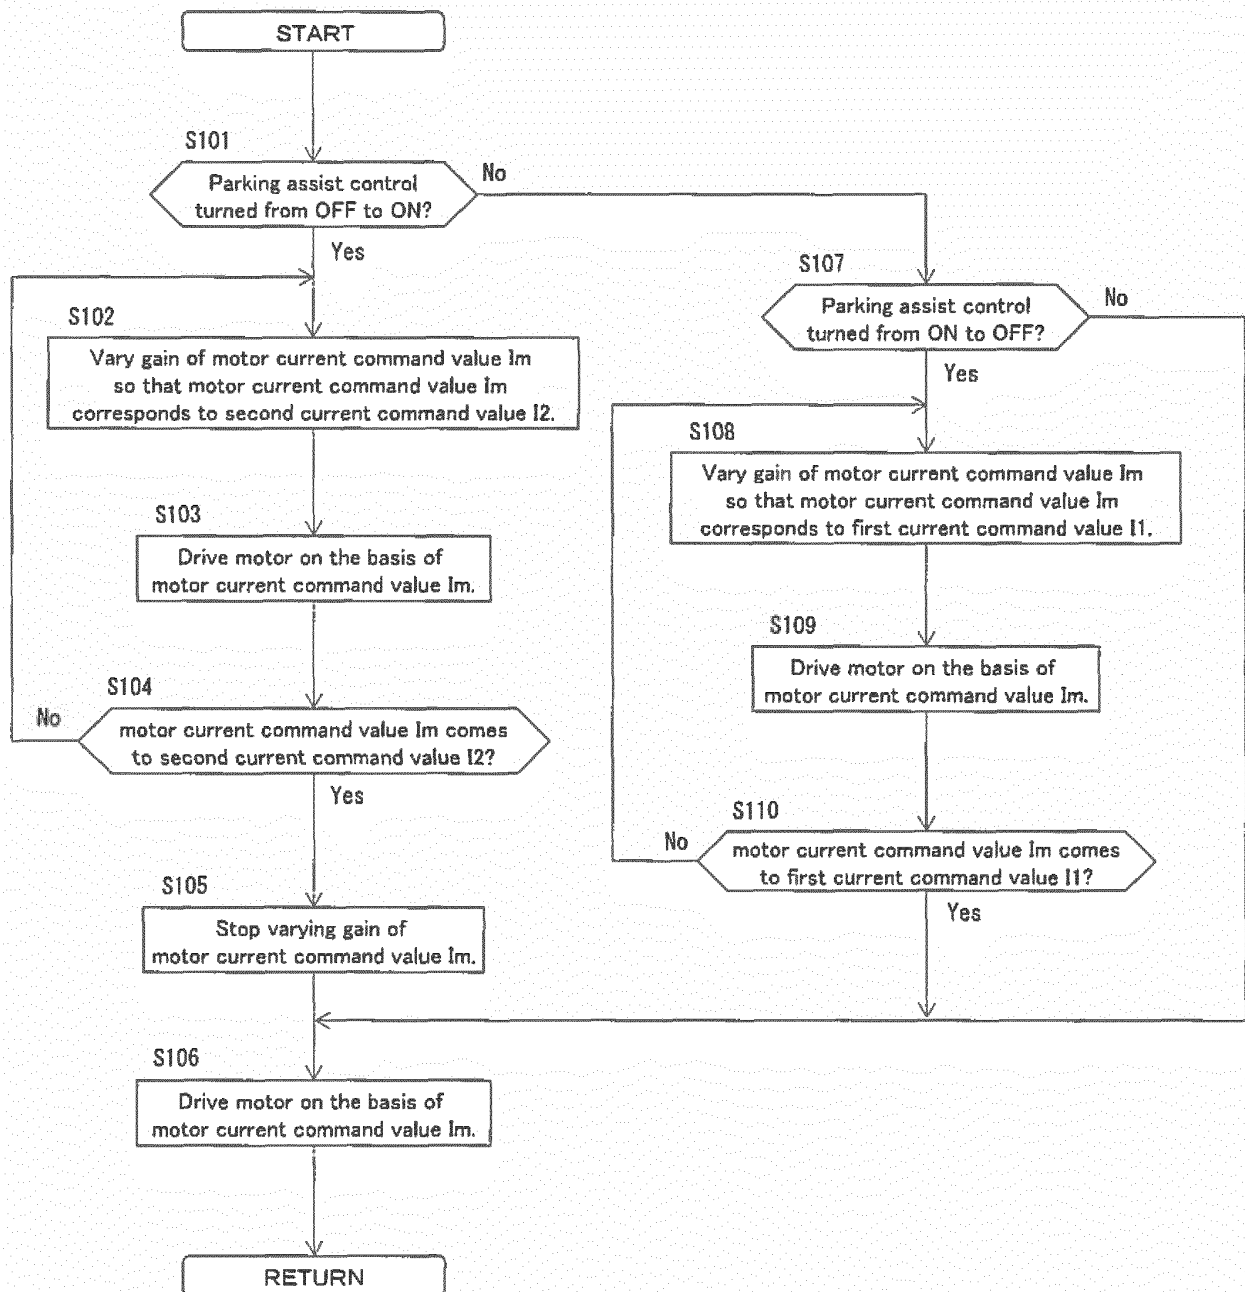 START
S101
Parking assist control
turned from OFF to ON?
No
Yes
S102
Vary gain of motor current command value Im
so that motor current command value Im
corresponds to second current command value I2.
S103
Drive motor on the basis of
motor current command value Im.
S104
No
motor current command value Im comes
to second current command value I2?
Yes
S105
Stop varying gain of
motor current command value Im.
S106
Drive motor on the basis of
motor current command value Im.
RETURN
S107
Parking assist control
turned from ON to OFF?
No
Yes
S108
Vary gain of motor current command value Im
so that motor current command value Im
corresponds to first current command value I1.
S109
Drive motor on the basis of
motor current command value Im.
S110
No
motor current command value Im comes
to first current command value I1?
Yes